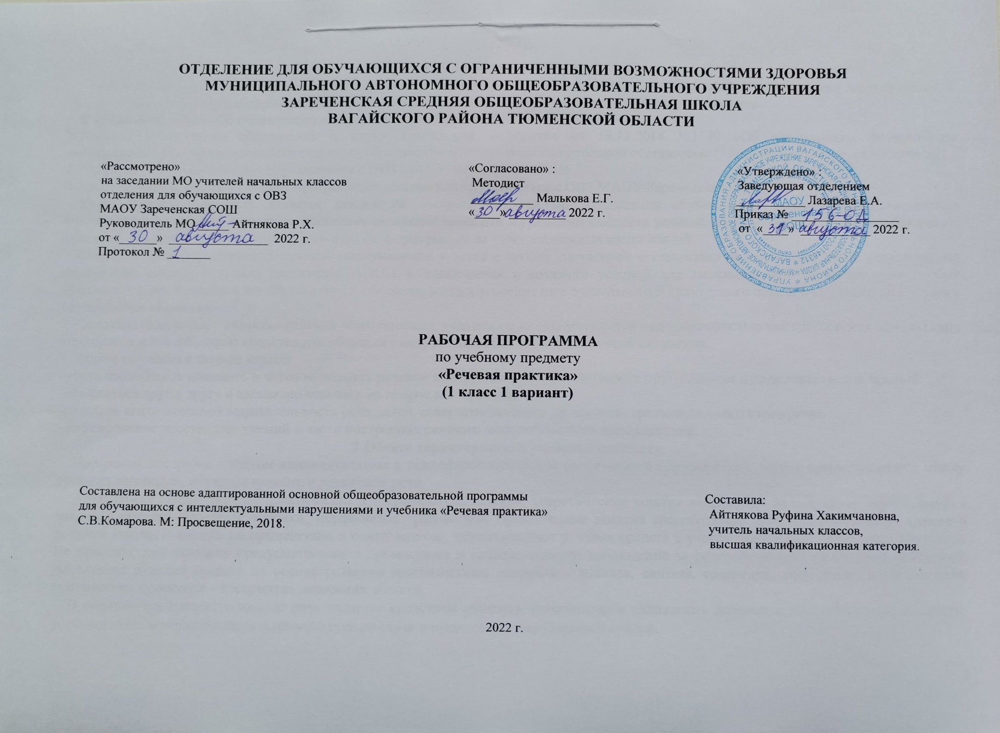 ОТДЕЛЕНИЕ ДЛЯ ОБУЧАЮЩИХСЯ С ОГРАНИЧЕННЫМИ ВОЗМОЖНОСТЯМИ ЗДОРОВЬЯ
МУНИЦИПАЛЬНОГО АВТОНОМНОГО ОБЩЕОБРАЗОВАТЕЛЬНОГО УЧРЕЖДЕНИЯ
ЗАРЕЧЕНСКАЯ СРЕДНЯЯ ОБЩЕОБРАЗОВАТЕЛЬНАЯ ШКОЛА
ВАГАЙСКОГО РАЙОНА ТЮМЕНСКОЙ ОБЛАСТИ
«Рассмотрено»
на заседании МО учителей начальных классов
отделения для обучающихся с ОВЗ
МАОУ Зареченская СОШ
Руководитель МО Айтнякова Р.Х.
от «30» августа 2022 г.
Протокол № 1
«Согласовано» :
Методист
Малькова Е.Г.
«30» августа 2022 г.
«Утверждено» :
Заведующая отделением
Лазарева Е.А.
Приказ № 156-ОД
от «31» августа 2022 г.
МАОУ
Зареченская
СОШ
РАБОЧАЯ ПРОГРАММА
по учебному предмету
«Речевая практика»
(1 класс 1 вариант)
Составлена на основе адаптированной основной общеобразовательной программы
для обучающихся с интеллектуальными нарушениями и учебника «Речевая практика»
С.В.Комарова. М: Просвещение, 2018.
Составила:
Айтнякова Руфина Хакимчановна,
учитель начальных классов,
высшая квалификационная категория.
2022 г.